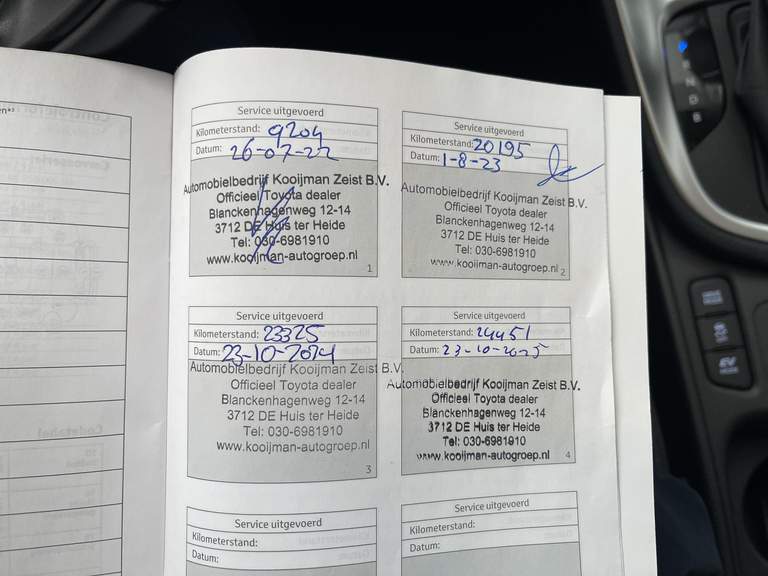 Service uitgevoerd
Kilometerstand: 9204
Datum: 26-07-22
Automobielbedrijf Kooijman Zeist B.V.
Officieel Toyota dealer
Blanckenhagenweg 12-14
3712 DE Huis ter Heide
Tel: 030-6981910
www.kooijman-autogroep.nl
1
Service uitgevoerd
Kilometerstand: 20195
Datum: 1-8-23
Automobielbedrijf Kooijman Zeist B.V.
Officieel Toyota dealer
Blanckenhagenweg 12-14
3712 DE Huis ter Heide
Tel: 030-6981910
www.kooijman-autogroep.nl
2
Service uitgevoerd
Kilometerstand: 23325
Datum: 23-10-2024
Automobielbedrijf Kooijman Zeist B.V.
Officieel Toyota dealer
Blanckenhagenweg 12-14
3712 DE Huis ter Heide
Tel: 030-6981910
www.kooijman-autogroep.nl
3
Service uitgevoerd
Kilometerstand: 24451
Datum: 23-10-2025
Automobielbedrijf Kooijman Zeist B.V.
Officieel Toyota dealer
Blanckenhagenweg 12-14
3712 DE Huis ter Heide
Tel: 030-6981910
www.kooijman-autogroep.nl
4
Service uitgevoerd
Kilometerstand:
Datum:
Service uitgevoerd
Kilometerstand:
Datum:
R
N
D
B
DRIVE
MODE
EV
MODE